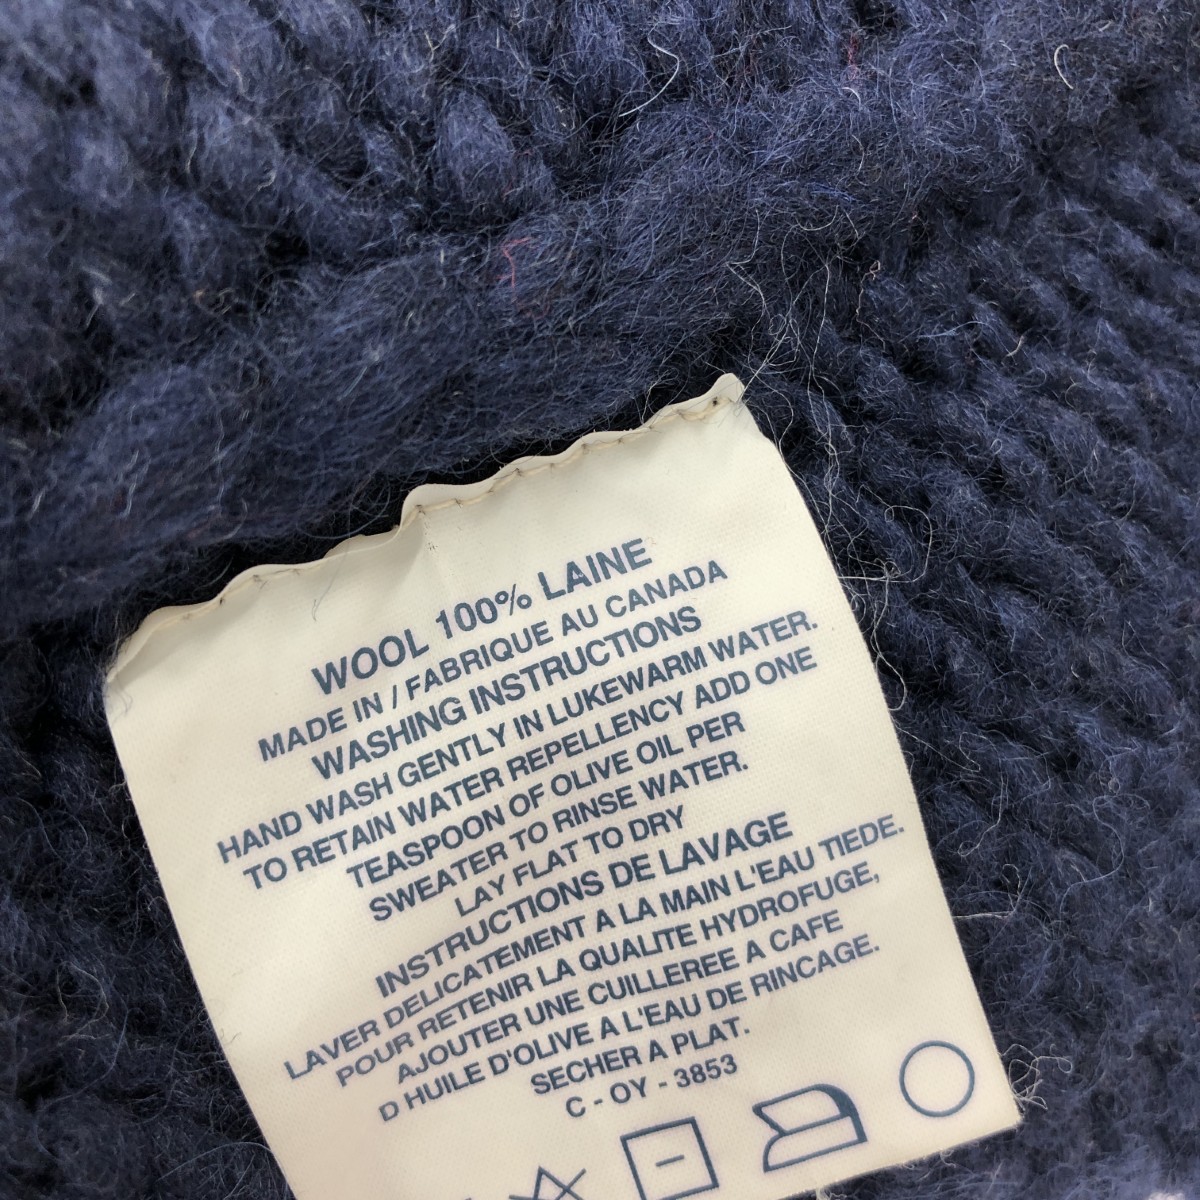 WOOL 100% LAINE
MADE IN / FABRIQUE AU CANADA
WASHING INSTRUCTIONS
HAND WASH GENTLY IN LUKEWARM WATER.
TO RETAIN WATER REPELLENCY ADD ONE
TEASPOON OF OLIVE OIL PER
SWEATER TO RINSE WATER.
LAY FLAT TO DRY
INSTRUCTIONS DE LAVAGE
LAVER DELICATEMENT A LA MAIN L'EAU TIEDE.
POUR RETENIR LA QUALITE HYDROFUGE,
AJOUTER UNE CUILLEREE A CAFE
D HUILE D'OLIVE A L'EAU DE RINCAGE.
SECHER A PLAT.
C - OY - 3853